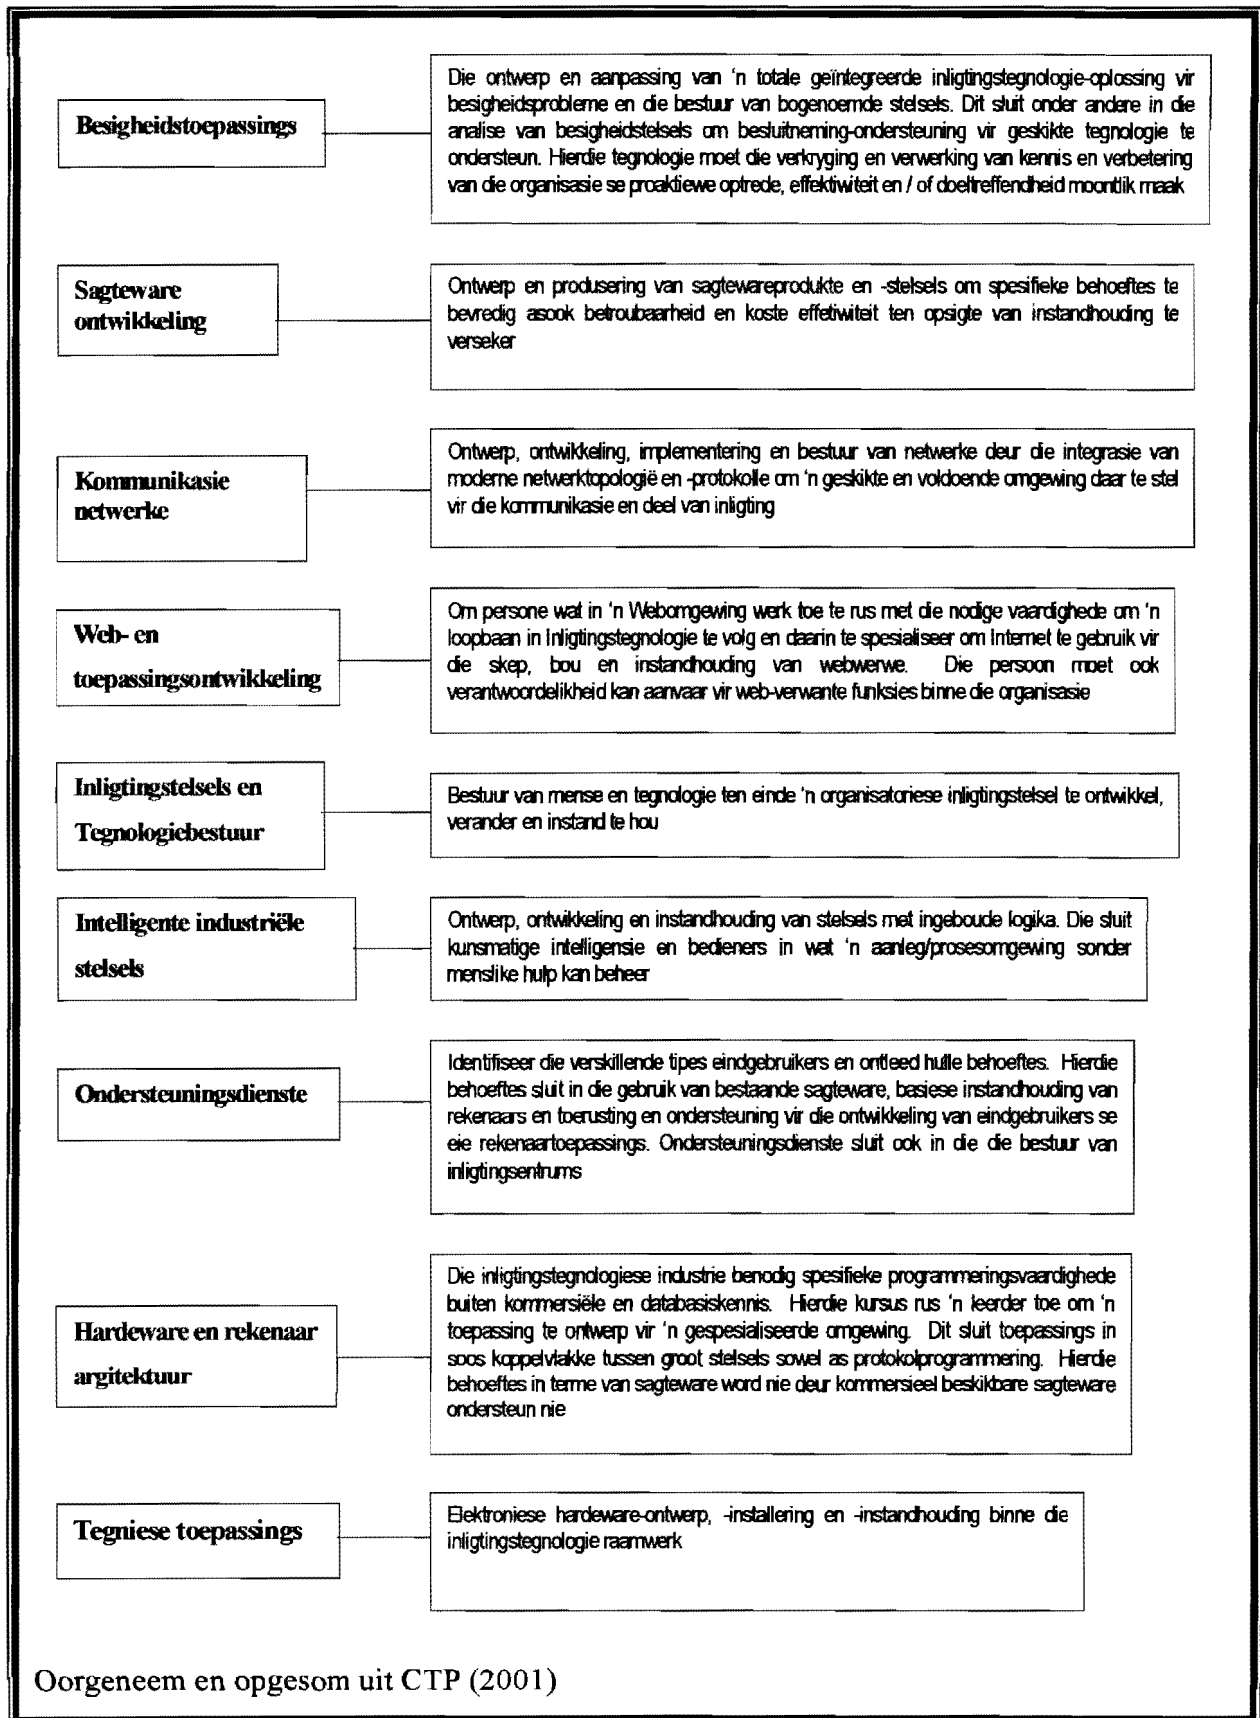 Besigheidstoepassings
Die ontwerp en aanpassing van 'n totale geïntegreerde inligtingstegnologie-oplossing vir
besigheidsprobleme en die bestuur van bogenoemde stelsels. Dit sluit onder andere in die
analise van besigheidstelsels om besluitneming-ondersteuning vir geskikte tegnologie te
ondersteun. Hierdie tegnologie moet die verkryging en verwerking van kennis en verbetering
van die organisasie se proaktiewe optrede, effektiwiteit en / of doeltreffendheid moontlik maak
Sagteware
ontwikkeling
Ontwerp en produsering van sagtewareprodukte en -stelsels om spesifieke behoeftes te
bevredig asook betroubaarheid en koste effetiwiteit ten opsigte van instandhouding te
verseker
Kommunikasie
netwerke
Ontwerp, ontwikkeling, implementering en bestuur van netwerke deur die integrasie van
moderne netwerktopologië en -protokolle om 'n geskikte en voldoende omgewing daar te stel
vir die kommunikasie en deel van inligting
Web- en
toepassingsontwikkeling
Om persone wat in 'n Webomgewing werk toe te rus met die nodige vaardighede om 'n
loopbaan in Inligtingstegnologie te volg en daarin te spesialiseer om Internet te gebruik vir
die skep, bou en instandhouding van webwerwe. Die persoon moet ook
verantwoordelikheid kan aanvaar vir web-verwante funksies binne die organisasie
Inligtingstelsels en
Tegnologiebestuur
Bestuur van mense en tegnologie ten einde 'n organisatoriese inligtingstelsel te ontwikkel,
verander en instand te hou
Intelligente industriële
stelsels
Ontwerp, ontwikkeling en instandhouding van stelsels met ingeboude logika. Die sluit
kunsmatige intelligensie en bedieners in wat 'n aanleg/prosesomgewing sonder
menslike hulp kan beheer
Ondersteuningsdienste
Identifiseer die verskillende tipes eindgebruikers en ontleed hulle behoeftes. Hierdie
behoeftes sluit in die gebruik van bestaande sagteware, basiese instandhouding van
rekenaars en toerusting en ondersteuning vir die ontwikkeling van eindgebruikers se
eie rekenaartoepassings. Ondersteuningsdienste sluit ook in die die bestuur van
inligtingsentrums
Hardeware en rekenaar
argitektuur
Die inligtingstegnologiese industrie benodig spesifieke programmeringsvaardighede
buiten kommersiële en databasiskennis. Hierdie kursus rus 'n leerder toe om 'n
toepassing te ontwerp vir 'n gespesialiseerde omgewing. Dit sluit toepassings in
soos koppelvlakke tussen groot stelsels sowel as protokolprogrammering. Hierdie
behoeftes in terme van sagteware word nie deur kommersieel beskikbare sagteware
ondersteun nie
Tegniese toepassings
Elektroniese hardeware-ontwerp, -installering en -instandhouding binne die
inligtingstegnologie raamwerk
Oorgeneem en opgesom uit CTP (2001)